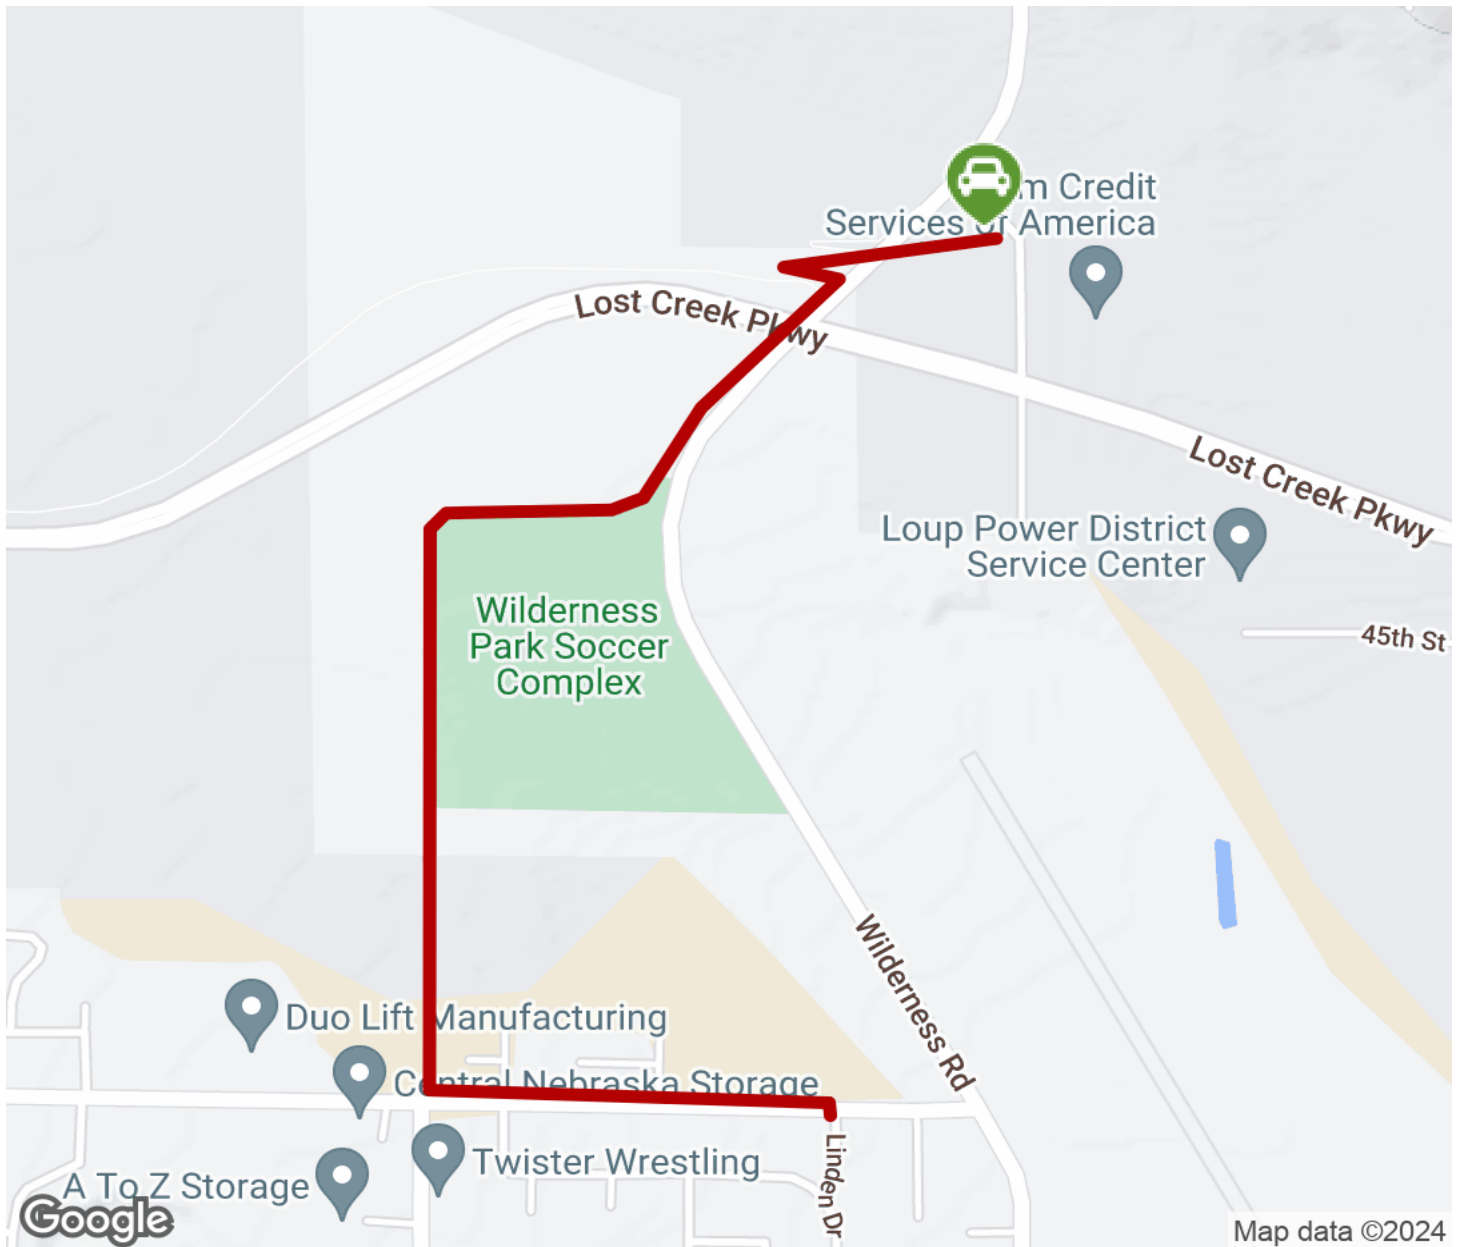 m Credit
Services of America
Lost Creek Pkwy
Lost Creek Pkwy
Loup Power District
Service Center
Wilderness
Park Soccer
Complex
45th St
Wilderness Rd
Duo Lift Manufacturing
Central Nebraska Storage
Linden Dr
Twister Wrestling
A To Z Storage
Google
Map data ©2024